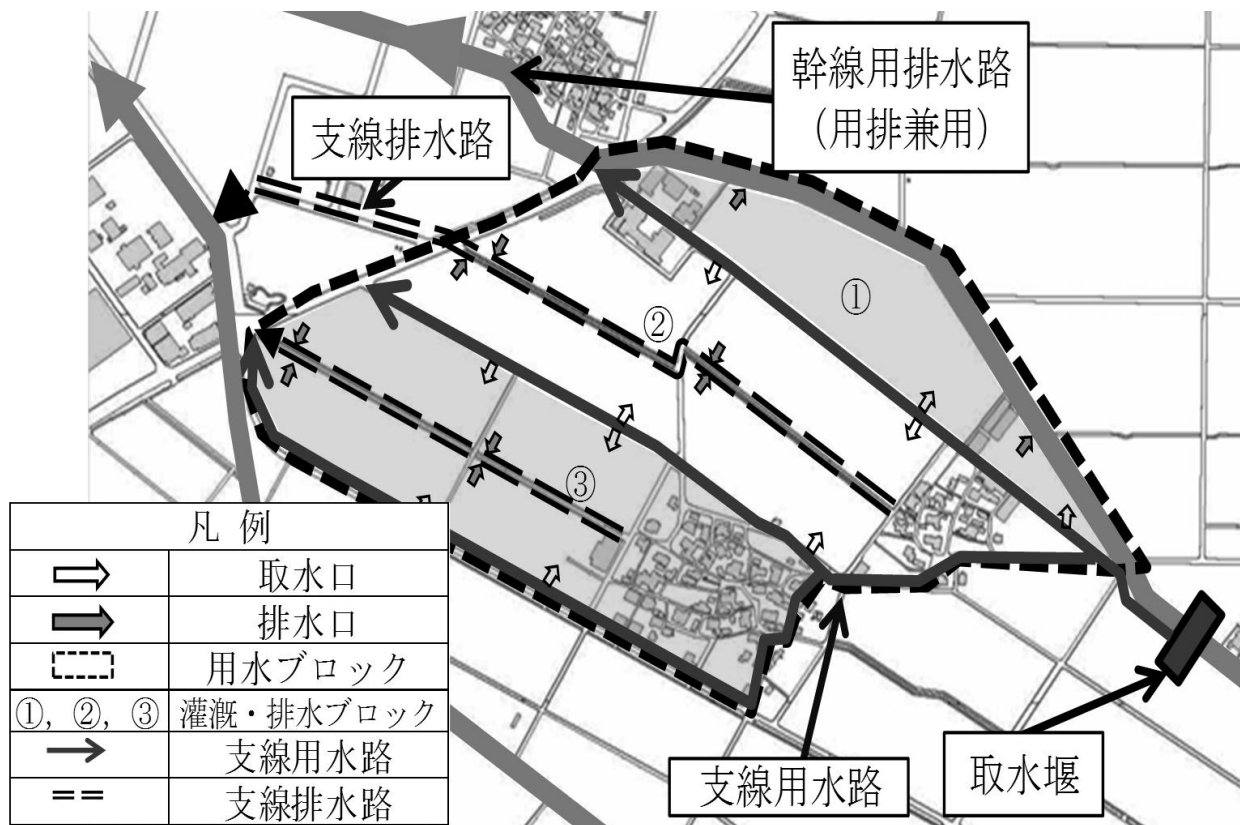 幹線用排水路
（用排兼用）
支線排水路
①
②
③
凡 例
取水口
排水口
用水ブロック
①, ②, ③ 灌漑・排水ブロック
支線用水路
支線排水路
支線用水路
取水堰